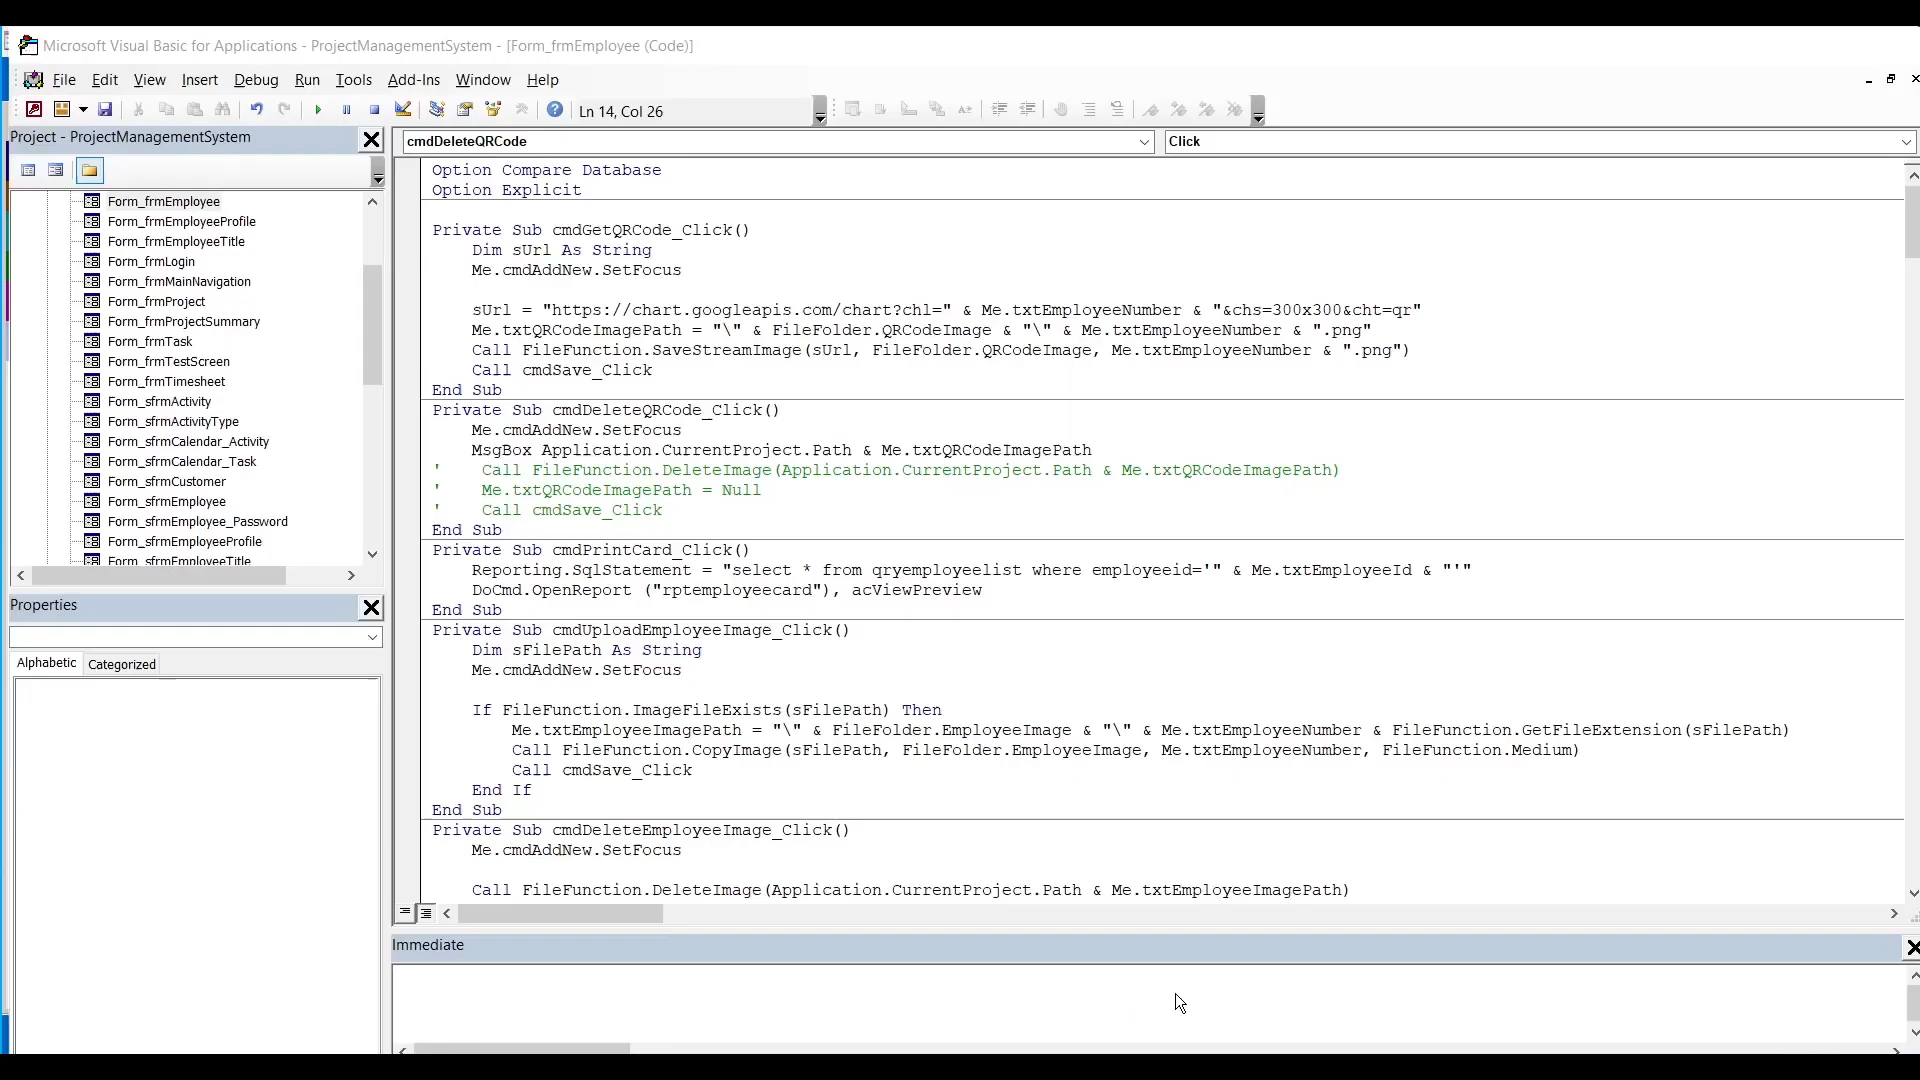 Microsoft Visual Basic for Applications - ProjectManagementSystem - [Form_frmEmployee (Code)]
File Edit View Insert Debug Run Tools Add-Ins Window Help
Ln 14, Col 26
Project - ProjectManagementSystem
Form_frmEmployee
Form_frmEmployeeProfile
Form_frmEmployeeTitle
Form_frmLogin
Form_frmMainNavigation
Form_frmProject
Form_frmProjectSummary
Form_frmTask
Form_frmTestScreen
Form_frmTimesheet
Form_sfrmActivity
Form_sfrmActivityType
Form_sfrmCalendar_Activity
Form_sfrmCalendar_Task
Form_sfrmCustomer
Form_sfrmEmployee
Form_sfrmEmployee_Password
Form_sfrmEmployeeProfile
Form_sfrmEmployeeTitle
Properties
Alphabetic Categorized
cmdDeleteQRCode Click
Option Compare Database
Option Explicit
Private Sub cmdGetQRCode_Click()
Dim sUrl As String
Me.cmdAddNew.SetFocus
sUrl = "https://chart.googleapis.com/chart?chl=" & Me.txtEmployeeNumber & "&chs=300x300&cht=qr"
Me.txtQRCodeImagePath = "\" & FileFolder.QRCodeImage & "\" & Me.txtEmployeeNumber & ".png"
Call FileFunction.SaveStreamImage(sUrl, FileFolder.QRCodeImage, Me.txtEmployeeNumber & ".png")
Call cmdSave_Click
End Sub
Private Sub cmdDeleteQRCode_Click()
Me.cmdAddNew.SetFocus
MsgBox Application.CurrentProject.Path & Me.txtQRCodeImagePath
' Call FileFunction.DeleteImage(Application.CurrentProject.Path & Me.txtQRCodeImagePath)
' Me.txtQRCodeImagePath = Null
' Call cmdSave_Click
End Sub
Private Sub cmdPrintCard_Click()
Reporting.SqlStatement = "select * from qryemployeelist where employeeid='" & Me.txtEmployeeId & "'"
DoCmd.OpenReport ("rptemployeecard"), acViewPreview
End Sub
Private Sub cmdUploadEmployeeImage_Click()
Dim sFilePath As String
Me.cmdAddNew.SetFocus
If FileFunction.ImageFileExists(sFilePath) Then
Me.txtEmployeeImagePath = "\" & FileFolder.EmployeeImage & "\" & Me.txtEmployeeNumber & FileFunction.GetFileExtension(sFilePath)
Call FileFunction.CopyImage(sFilePath, FileFolder.EmployeeImage, Me.txtEmployeeNumber, FileFunction.Medium)
Call cmdSave_Click
End If
End Sub
Private Sub cmdDeleteEmployeeImage_Click()
Me.cmdAddNew.SetFocus
Call FileFunction.DeleteImage(Application.CurrentProject.Path & Me.txtEmployeeImagePath)
Immediate